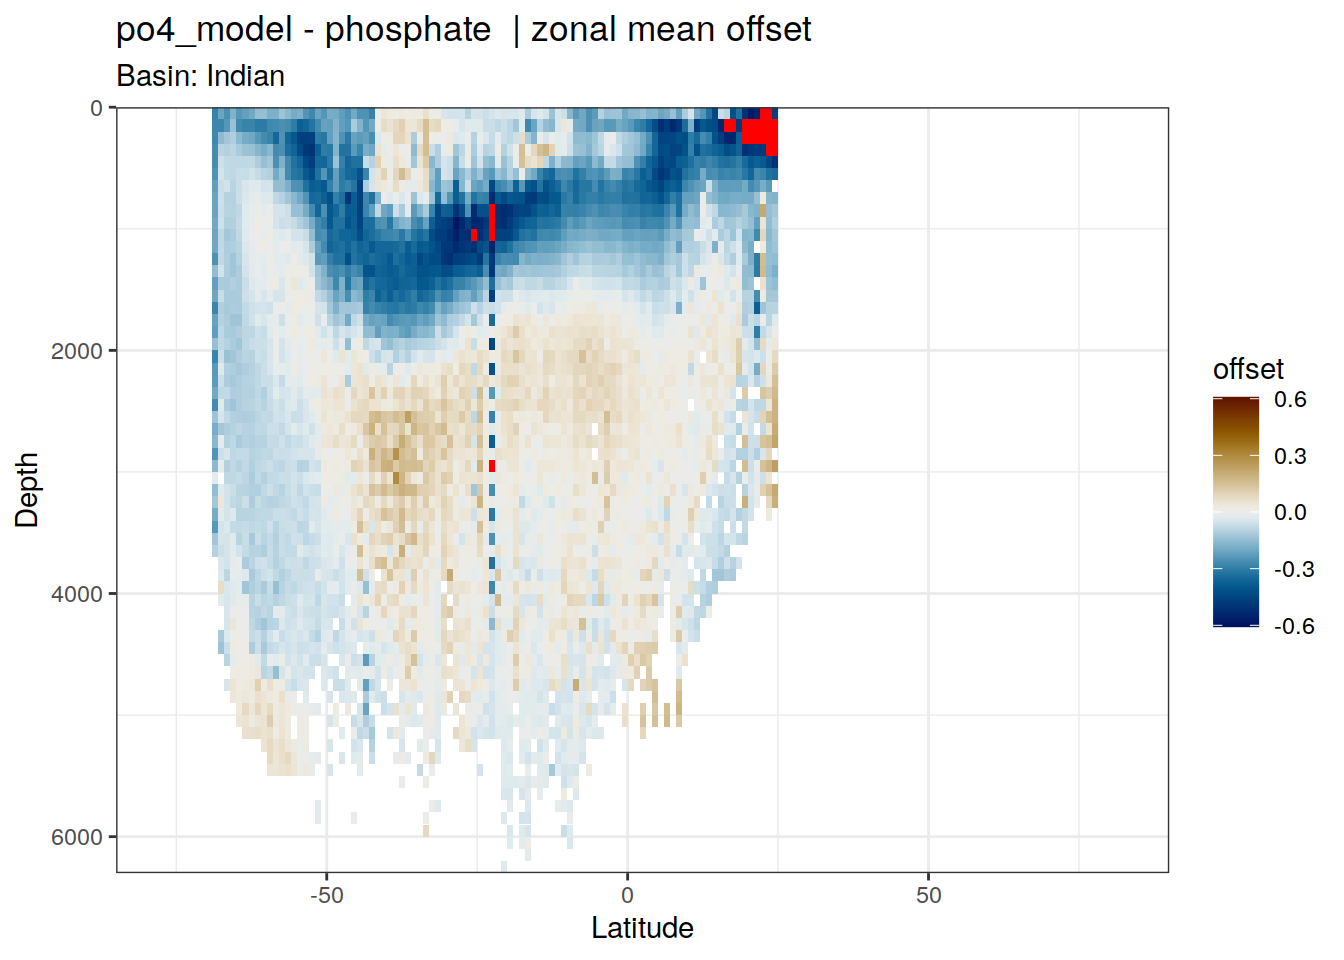 po4_model - phosphate  | zonal mean offset
Basin: Indian
0
2000
4000
6000
Depth
-50
0
50
Latitude
offset
0.6
0.3
0.0
-0.3
-0.6